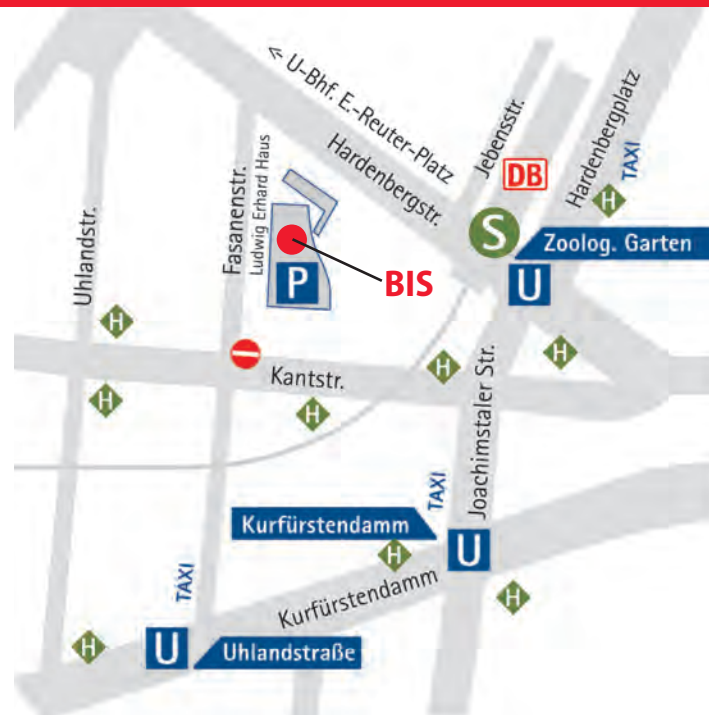 ← U-Bhf. E.-Reuter-Platz
Hardenbergstr.
Jebensstr.
Hardenbergplatz
TAXI
H
DB
S
Zoolog. Garten
U
Uhlandstr.
Fasanenstr.
Ludwig Erhard Haus
P
BIS
H
H
Kantstr.
H
H
H
Joachimstaler Str.
TAXI
Kurfürstendamm
U
H
H
Kurfürstendamm
TAXI
H
U
Uhlandstraße